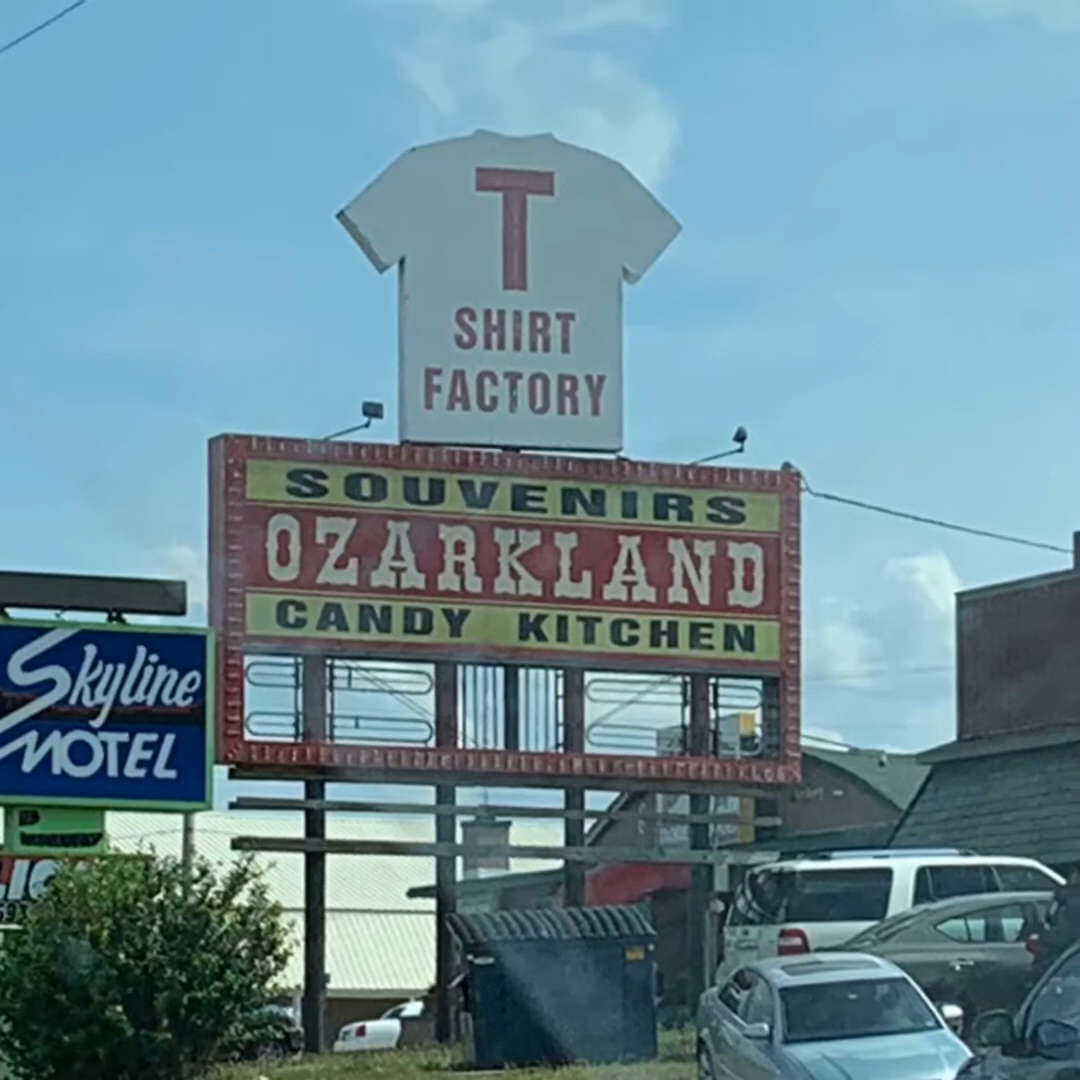 T
SHIRT
FACTORY
SOUVENIRS
OZARKLAND
CANDY KITCHEN
Skyline
MOTEL